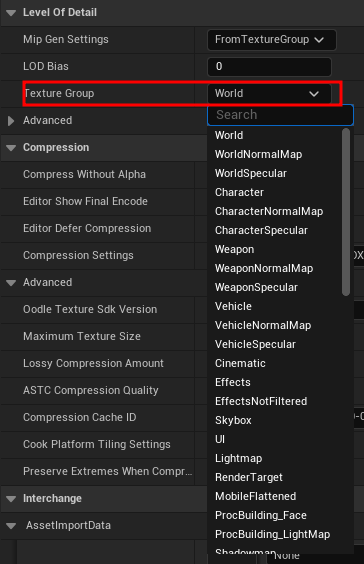 Level Of Detail
Mip Gen Settings FromTextureGroup
LOD Bias 0
Texture Group World
Search
Advanced
World
Compression
WorldNormalMap
Compress Without Alpha WorldSpecular
Character
Editor Show Final Encode CharacterNormalMap
Editor Defer Compression CharacterSpecular
Compression Settings Weapon
WeaponNormalMap
Advanced WeaponSpecular
Oodle Texture Sdk Version Vehicle
VehicleNormalMap
Maximum Texture Size VehicleSpecular
Lossy Compression Amount Cinematic
ASTC Compression Quality Effects
EffectsNotFiltered
Compression Cache ID Skybox
Cook Platform Tiling Settings UI
Lightmap
Preserve Extremes When Compr... RenderTarget
Interchange MobileFlattened
AssetImportData ProcBuilding_Face
ProcBuilding_LightMap
Shadowmap
None